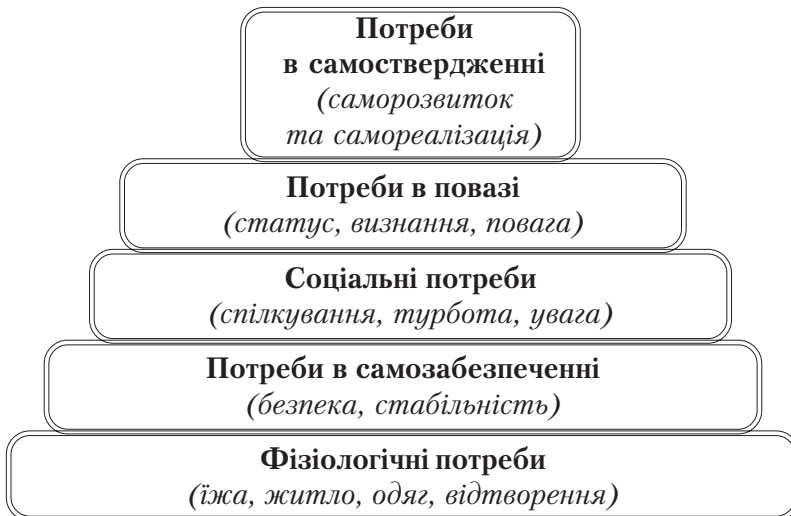 Потреби
в самоствердженні
(саморозвиток
та самореалізація)
Потреби в повазі
(статус, визнання, повага)
Соціальні потреби
(спілкування, турбота, увага)
Потреби в самозабезпеченні
(безпека, стабільність)
Фізіологічні потреби
(їжа, житло, одяг, відтворення)